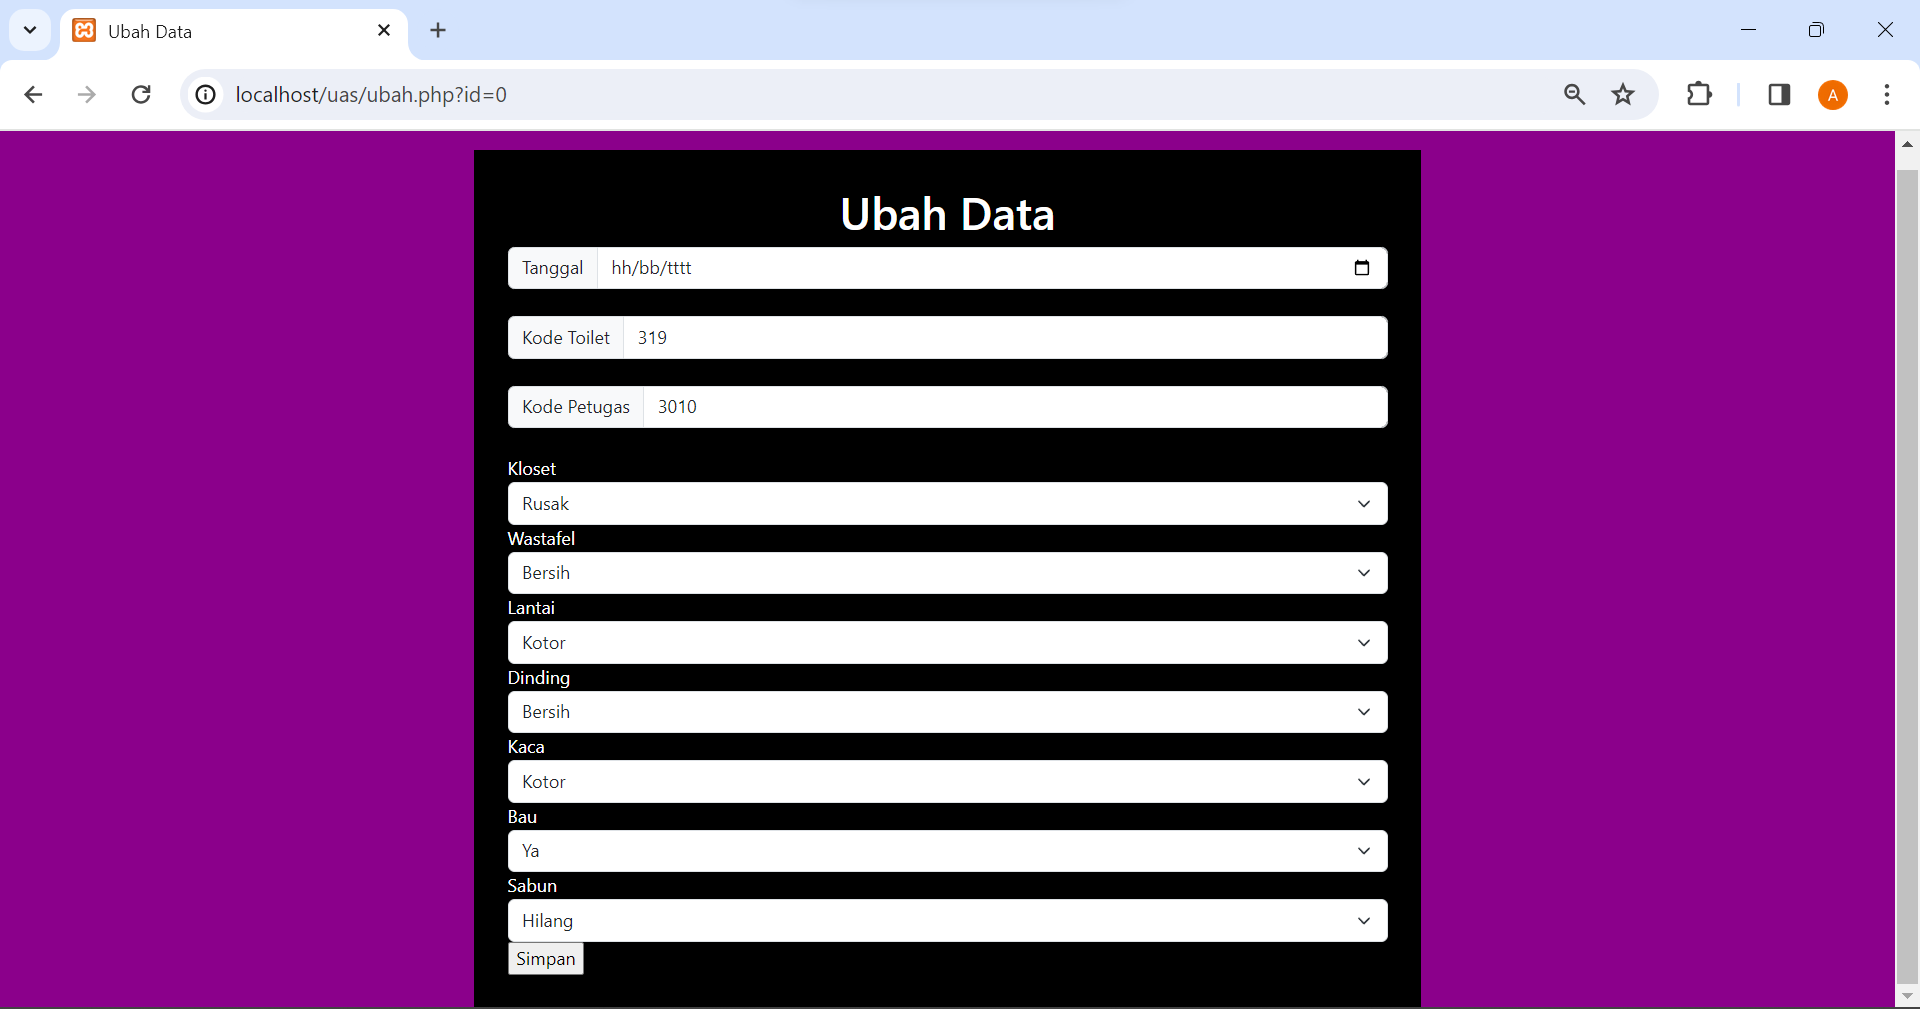 Ubah Data
localhost/uas/ubah.php?id=0
A
Ubah Data
Tanggal hh/bb/tttt
Kode Toilet 319
Kode Petugas 3010
Kloset
Rusak
Wastafel
Bersih
Lantai
Kotor
Dinding
Bersih
Kaca
Kotor
Bau
Ya
Sabun
Hilang
Simpan